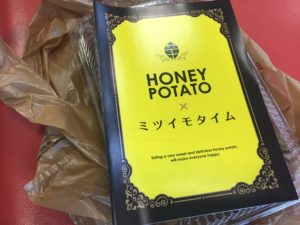 HONEY
POTATO
×
ミツイモタイム
Eating a very sweet and delicious honey potato
will make everyone happy.